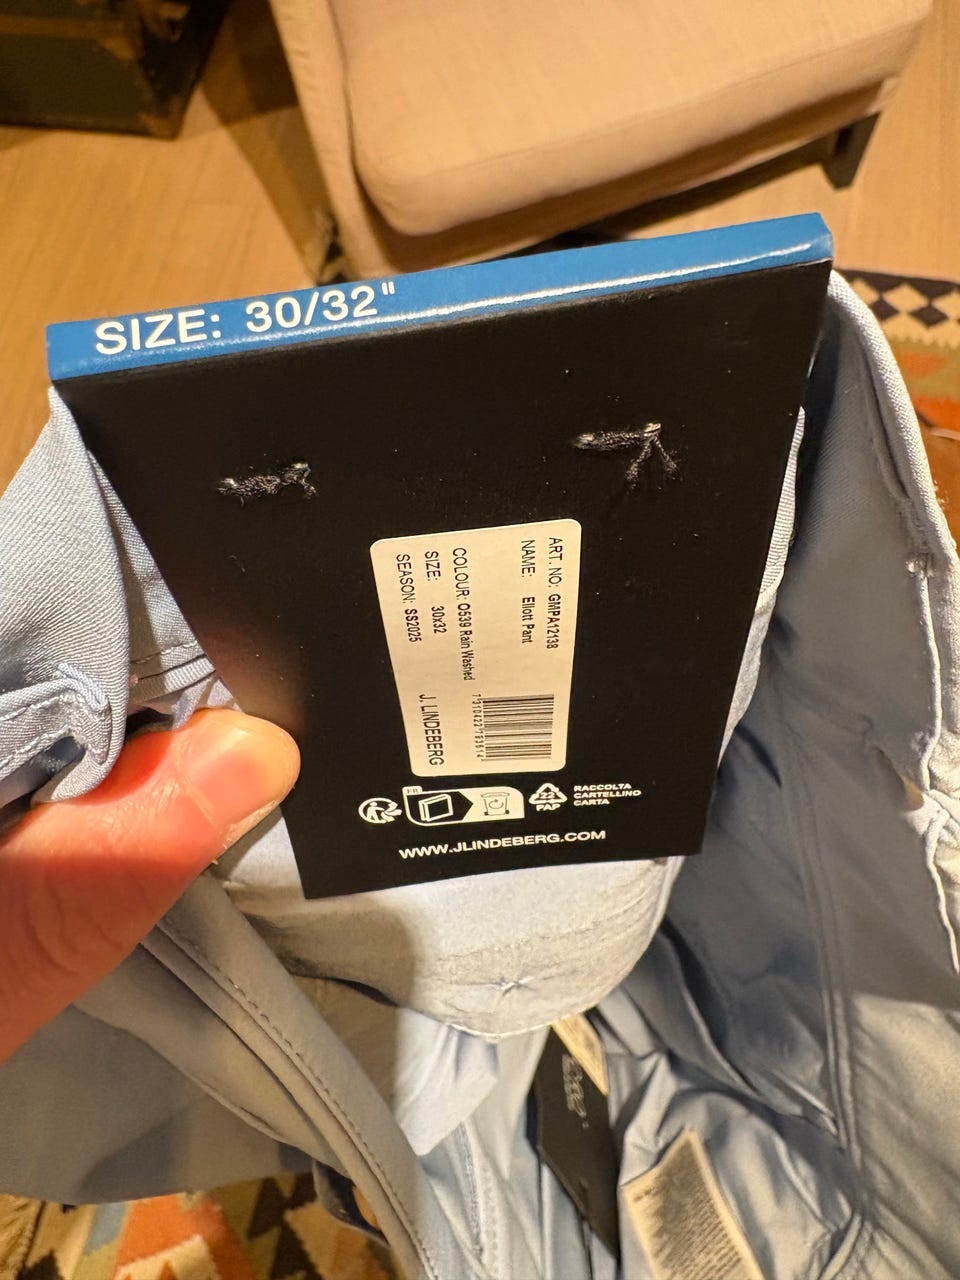 SIZE: 30/32"
ART. NO: GMPA12138
NAME: Ellott Pant
COLOUR: O539 Rain Washed
SIZE: 30x32
SEASON: SS2025
J. LINDEBERG
FR
22
PAP
RACCOLTA
CARTELLINO
CARTA
WWW.JLINDEBERG.COM